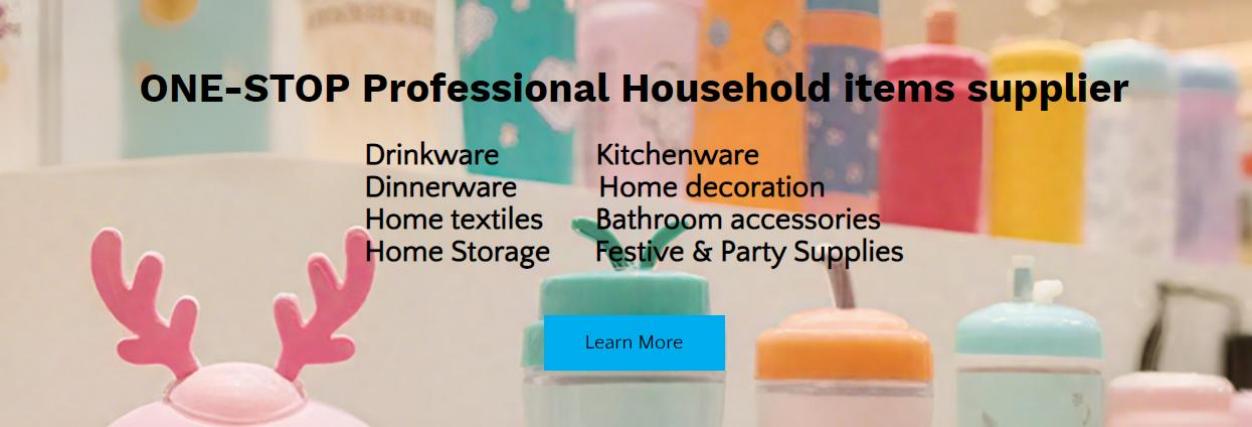 ONE-STOP Professional Household items supplier
Drinkware Kitchenware
Dinnerware Home decoration
Home textiles Bathroom accessories
Home Storage Festive & Party Supplies
Learn More